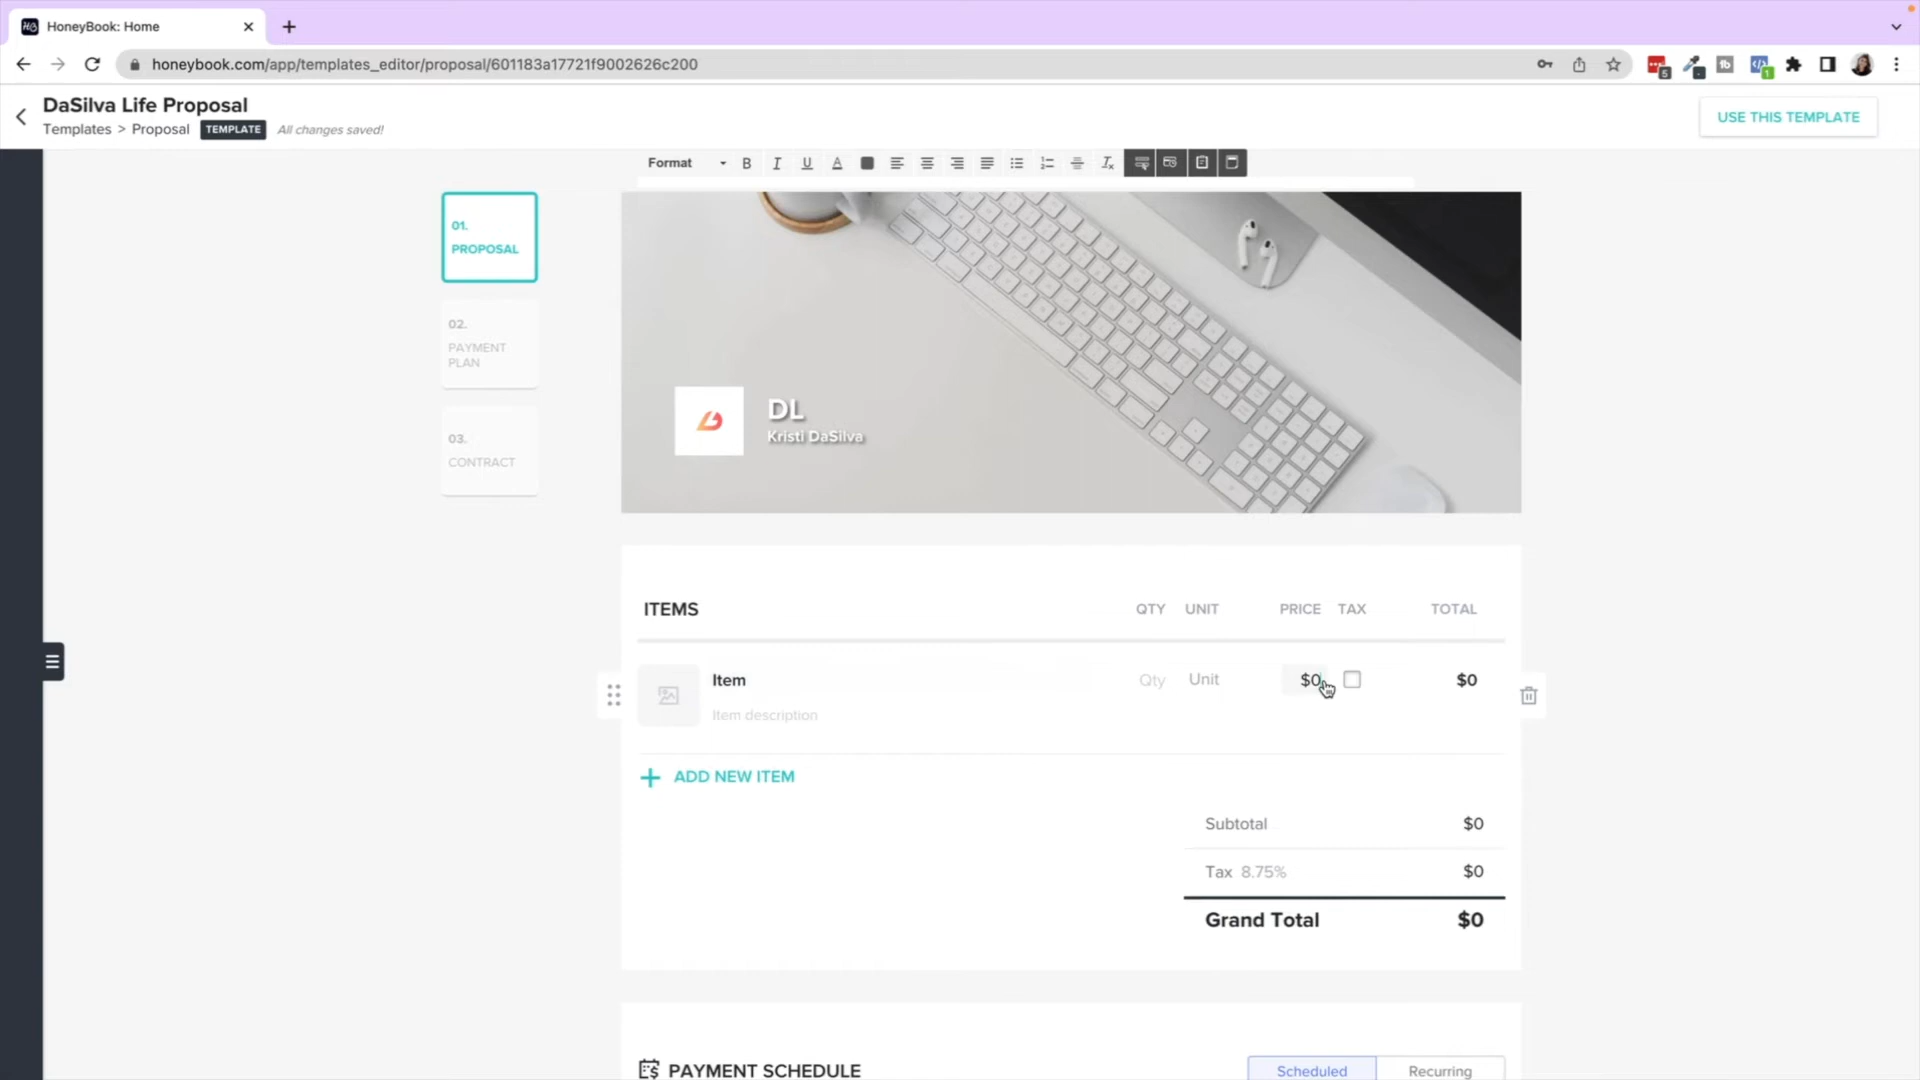 HoneyBook: Home
honeybook.com/app/templates_editor/proposal/601183a17721f9002626c200
5
1
DaSilva Life Proposal
Templates > Proposal TEMPLATE All changes saved!
USE THIS TEMPLATE
Format B I U A
01.
PROPOSAL
02.
PAYMENT
PLAN
03.
CONTRACT
DL
Kristi DaSilva
ITEMS QTY UNIT PRICE TAX TOTAL
Item Qty Unit $0 $0
Item description
ADD NEW ITEM
Subtotal $0
Tax 8.75% $0
Grand Total $0
PAYMENT SCHEDULE Scheduled Recurring